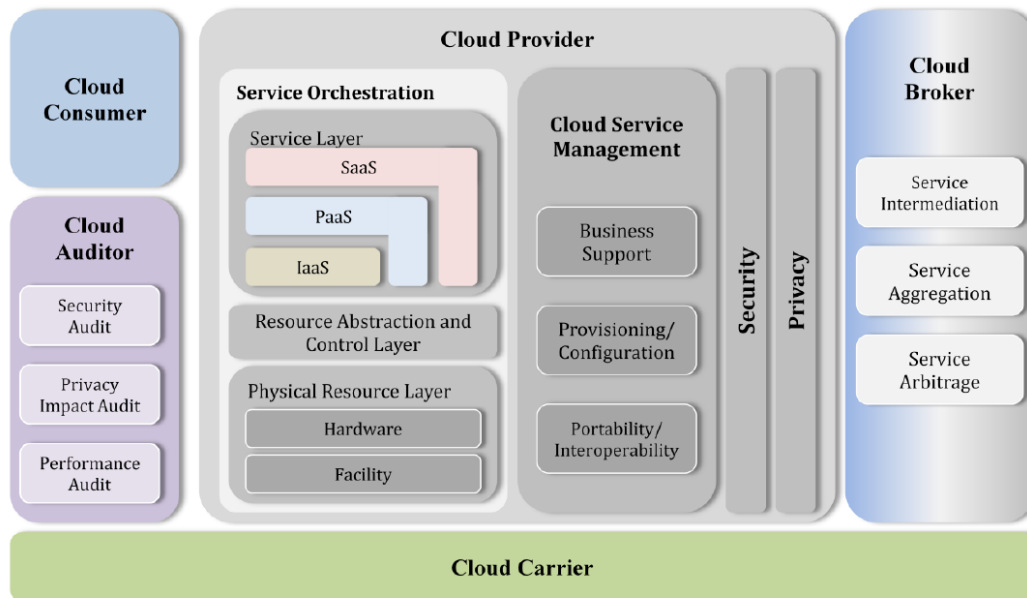 Cloud
Consumer
Cloud
Auditor
Security
Audit
Privacy
Impact Audit
Performance
Audit
Cloud Provider
Service Orchestration
Service Layer
SaaS
PaaS
IaaS
Resource Abstraction and
Control Layer
Physical Resource Layer
Hardware
Facility
Cloud Service
Management
Business
Support
Provisioning/
Configuration
Portability/
Interoperability
Security
Privacy
Cloud
Broker
Service
Intermediation
Service
Aggregation
Service
Arbitrage
Cloud Carrier